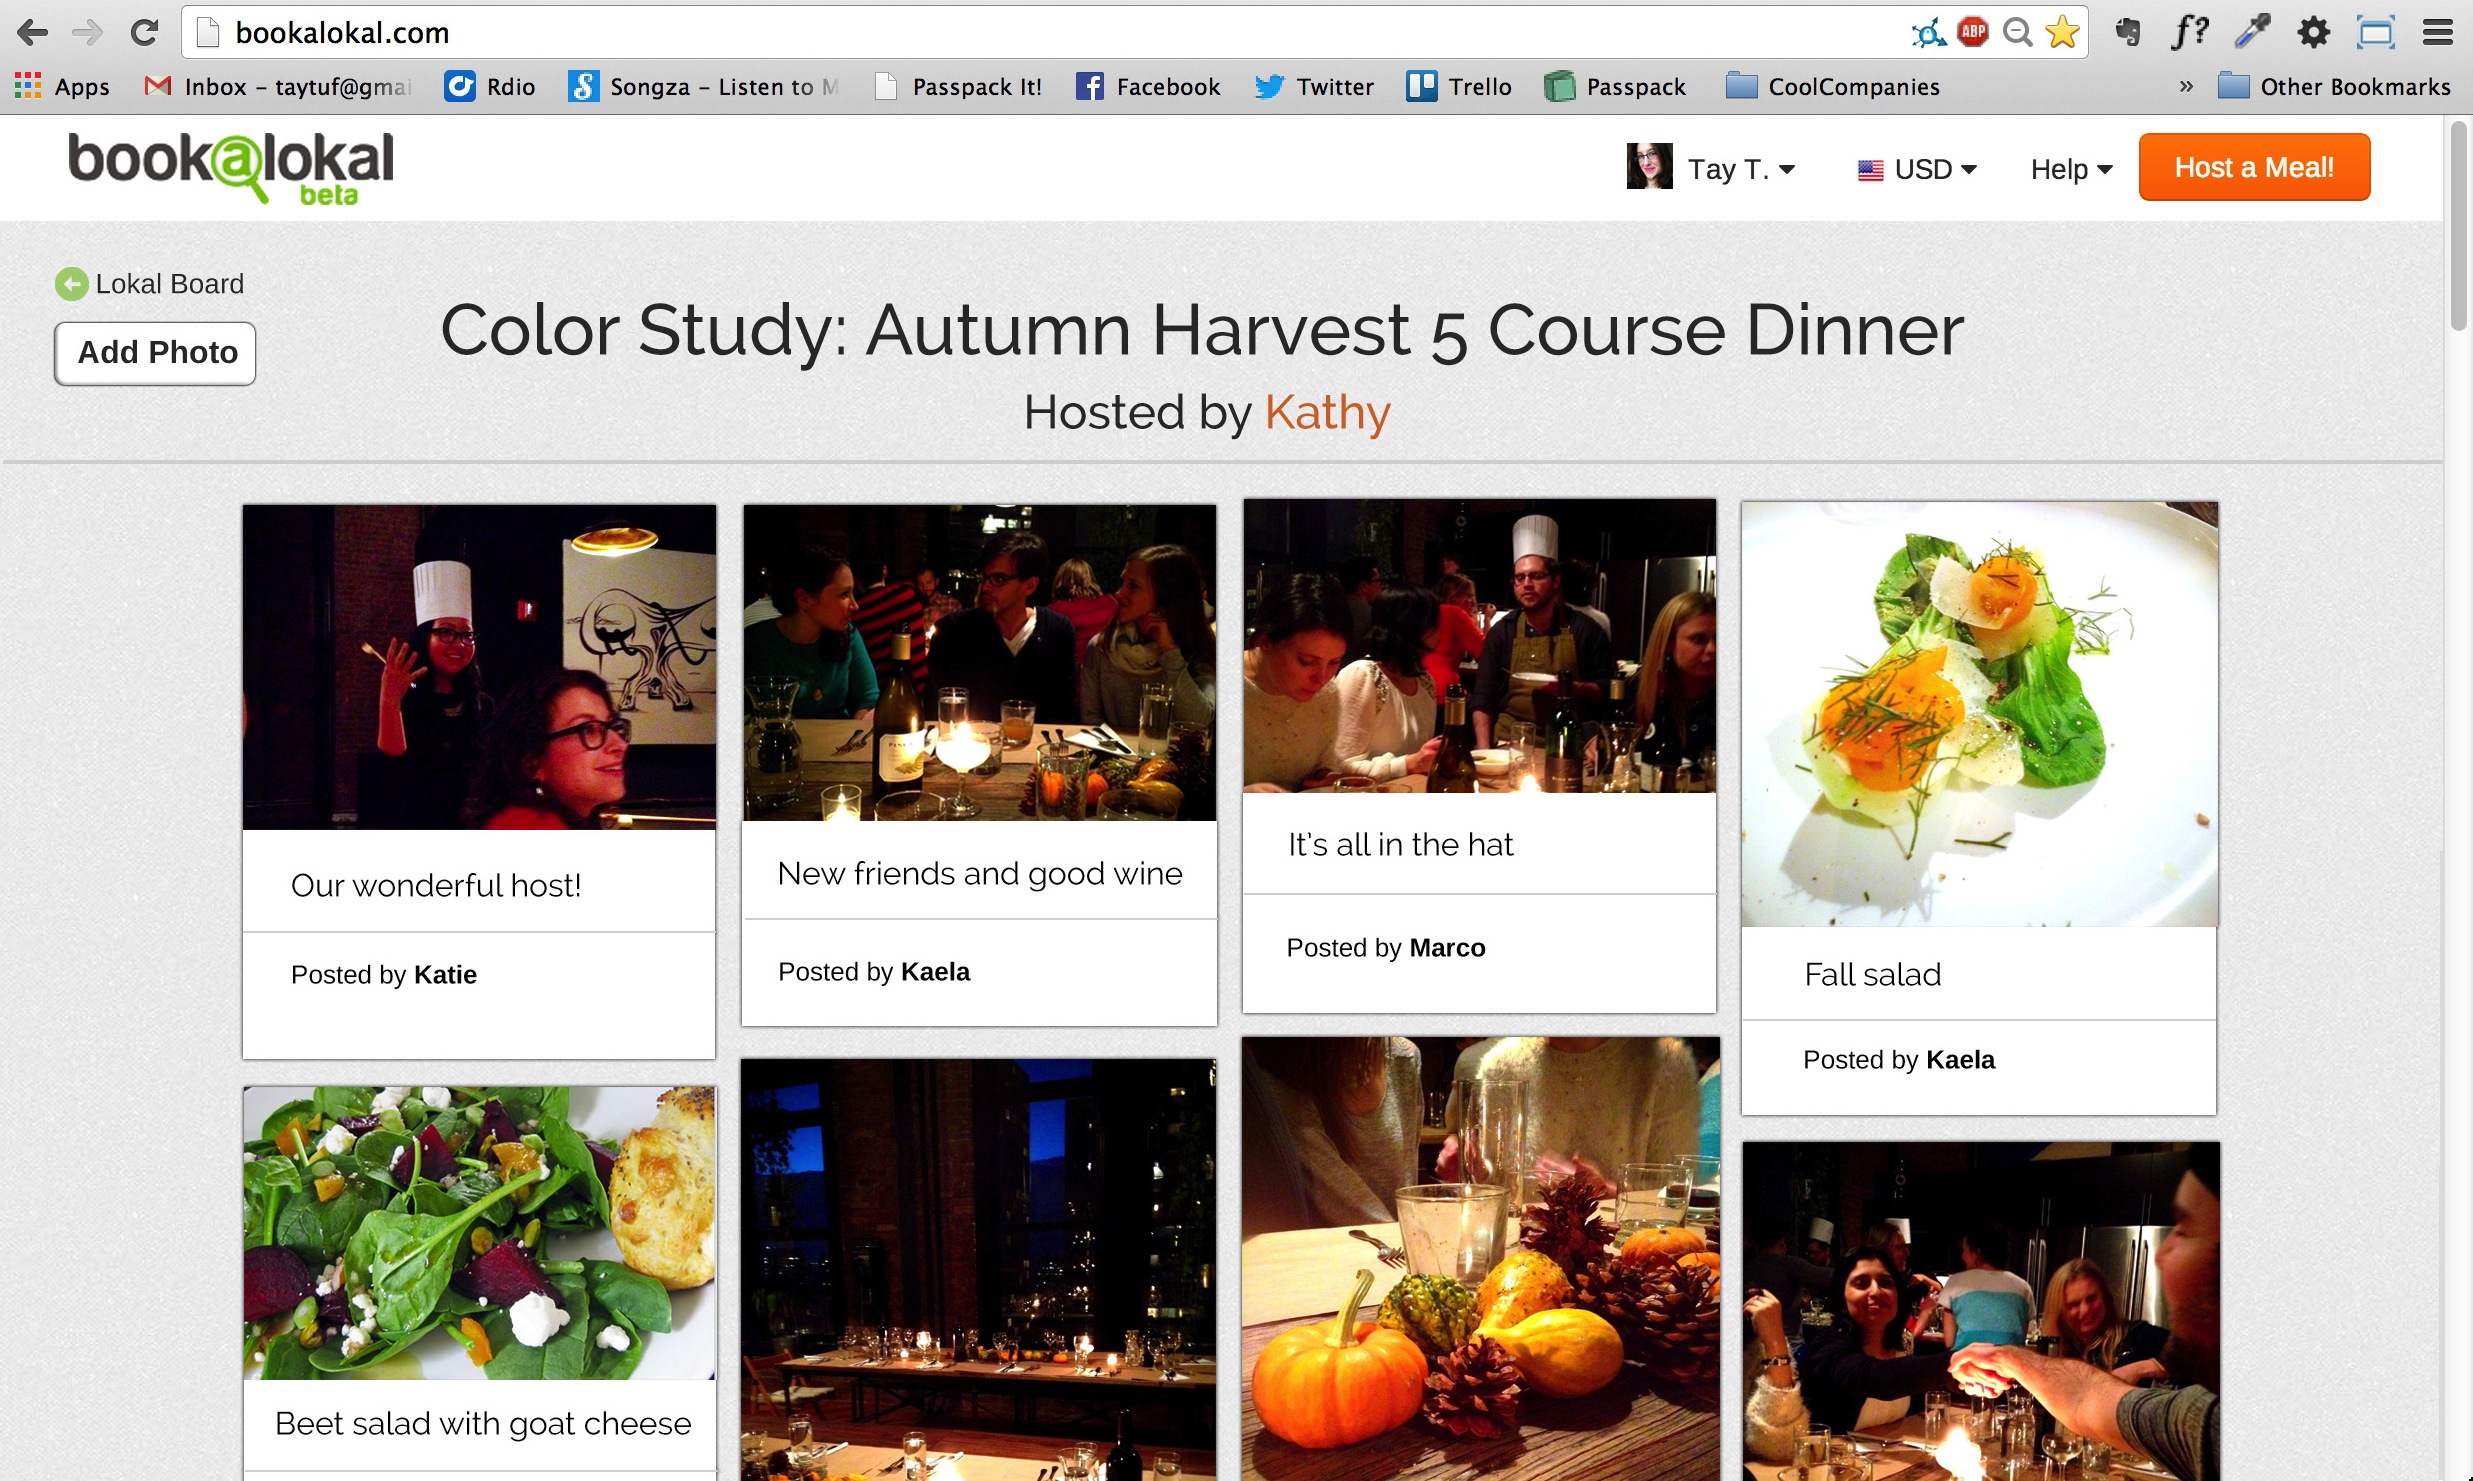 bookalokal.com
ABP
f?
Apps
Inbox – taytuf@gmai
Rdio
Songza – Listen to M
Passpack It!
Facebook
Twitter
Trello
Passpack
CoolCompanies
»
Other Bookmarks
book@lokal
beta
Tay T.
USD
Help
Host a Meal!
Lokal Board
Add Photo
Color Study: Autumn Harvest 5 Course Dinner
Hosted by Kathy
Our wonderful host!
Posted by Katie
New friends and good wine
Posted by Kaela
It's all in the hat
Posted by Marco
Fall salad
Posted by Kaela
Beet salad with goat cheese